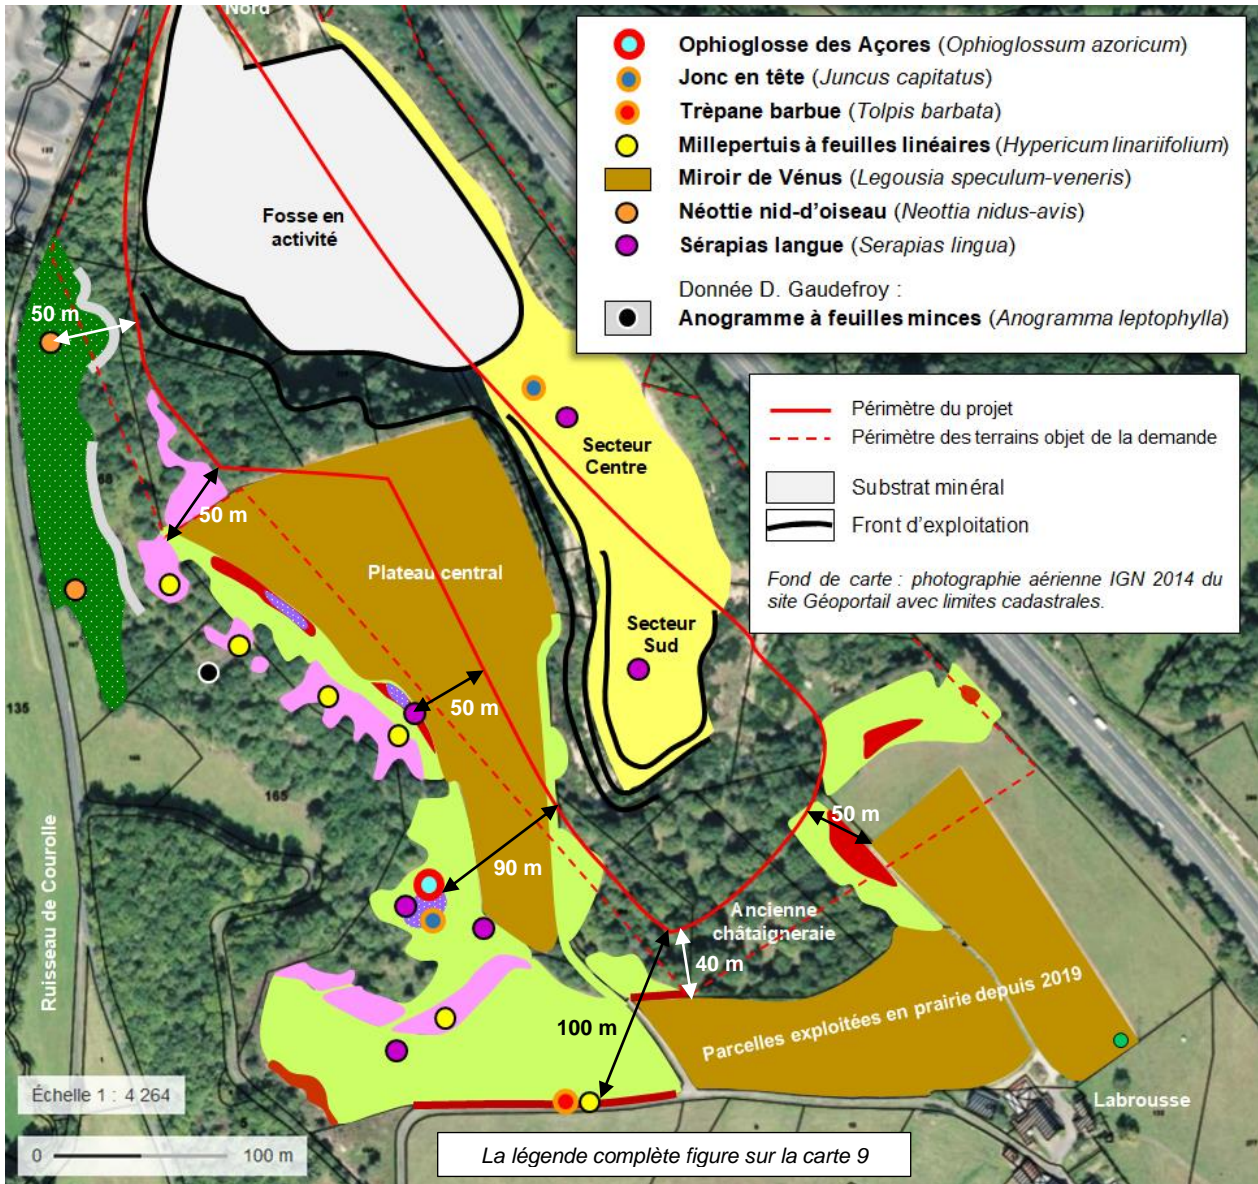 Nord
Ophioglosse des Açores (Ophioglossum azoricum)
Jonc en tête (Juncus capitatus)
Trèpane barbue (Tolpis barbata)
Millepertuis à feuilles linéaires (Hypericum linariifolium)
Miroir de Vénus (Legousia speculum-veneris)
Néottie nid-d'oiseau (Neottia nidus-avis)
Sérapias langue (Serapias lingua)
Donnée D. Gaudefroy :
Anogramme à feuilles minces (Anogramma leptophylla)
Périmètre du projet
Périmètre des terrains objet de la demande
Substrat minéral
Front d'exploitation
Fond de carte : photographie aérienne IGN 2014 du
site Géoportail avec limites cadastrales.
Fosse en
activité
50 m
Secteur
Centre
68
50 m
Plateau central
Secteur
Sud
135
50 m
165
50 m
90 m
Ancienne
châtaigneraie
40 m
Ruisseau de Courolle
100 m
Parcelles exploitées en prairie depuis 2019
Labrousse
Échelle 1 : 4 264
0 100 m
La légende complète figure sur la carte 9